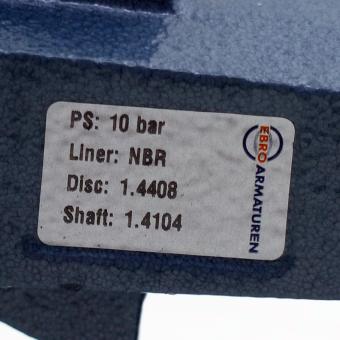 PS: 10 bar
Liner: NBR
Disc: 1.4408
Shaft: 1.4104
EBRO ARMATUREN